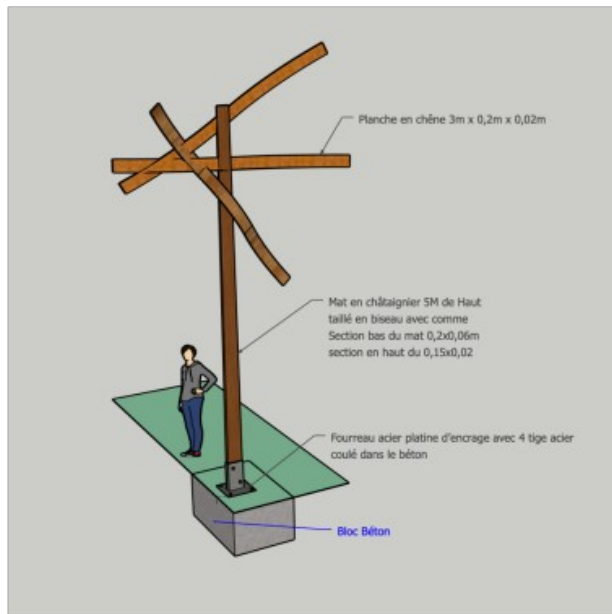 Planche en chêne 3m x 0,2m x 0,02m
Mat en châtaignier 5M de Haut
taillé en biseau avec comme
Section bas du mat 0,2x0,06m
section en haut du 0,15x0,02
Fourreau acier platine d'encrage avec 4 tige acier
coulé dans le béton
Bloc Béton